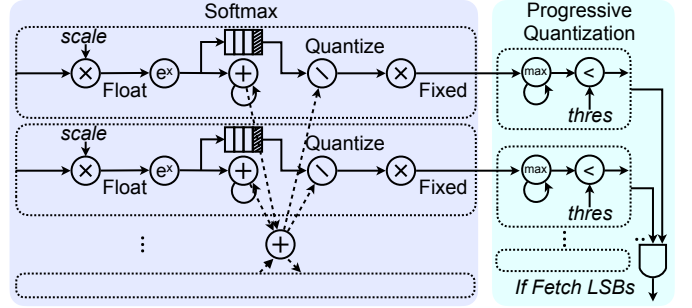 Softmax
Progressive
Quantization
scale
Quantize
e^x
Float
Fixed
max
<
thres
scale
Quantize
e^x
Float
Fixed
max
<
thres
If Fetch LSBs